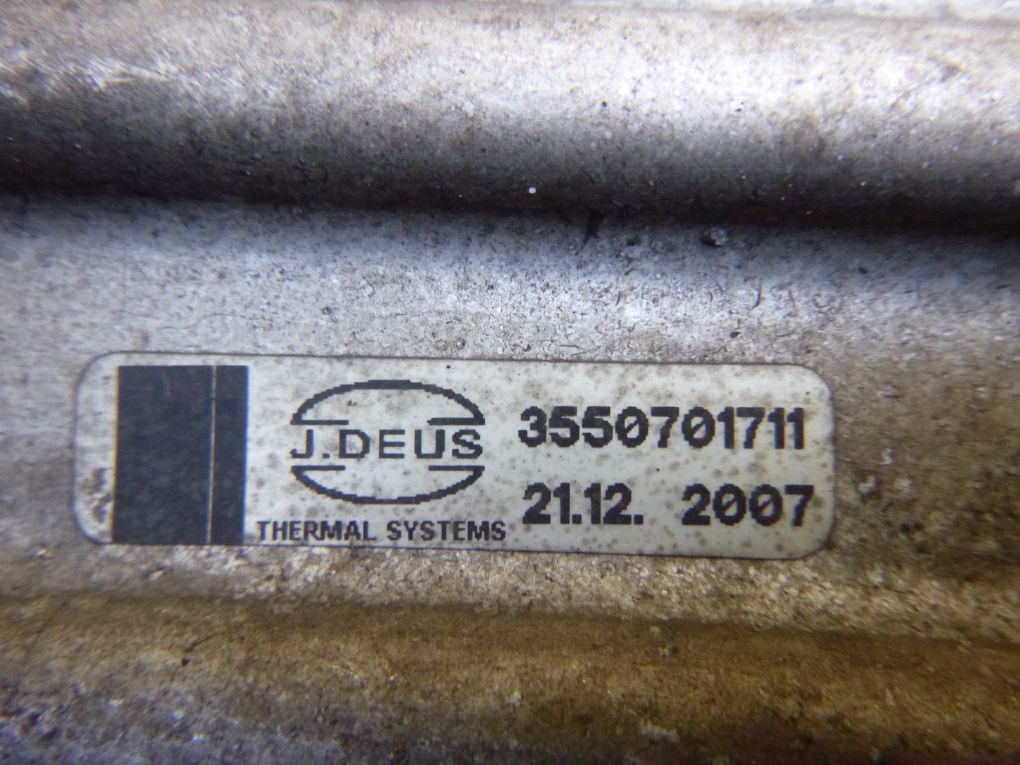 J.DEUS
THERMAL SYSTEMS
3550701711
21.12. 2007